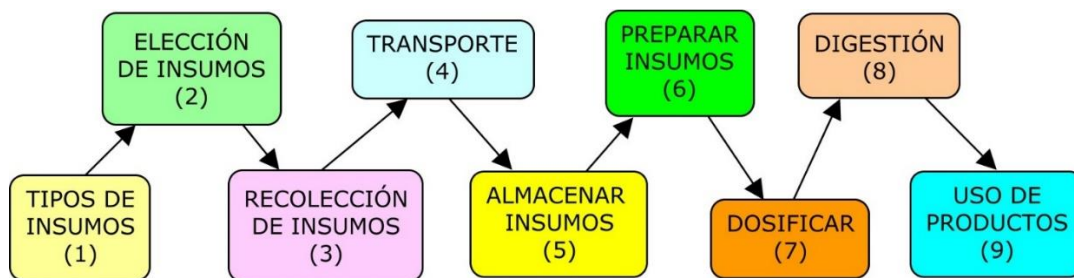 TIPOS DE
INSUMOS
(1)
ELECCIÓN
DE INSUMOS
(2)
RECOLECCIÓN
DE INSUMOS
(3)
TRANSPORTE
(4)
ALMACENAR
INSUMOS
(5)
PREPARAR
INSUMOS
(6)
DOSIFICAR
(7)
DIGESTIÓN
(8)
USO DE
PRODUCTOS
(9)